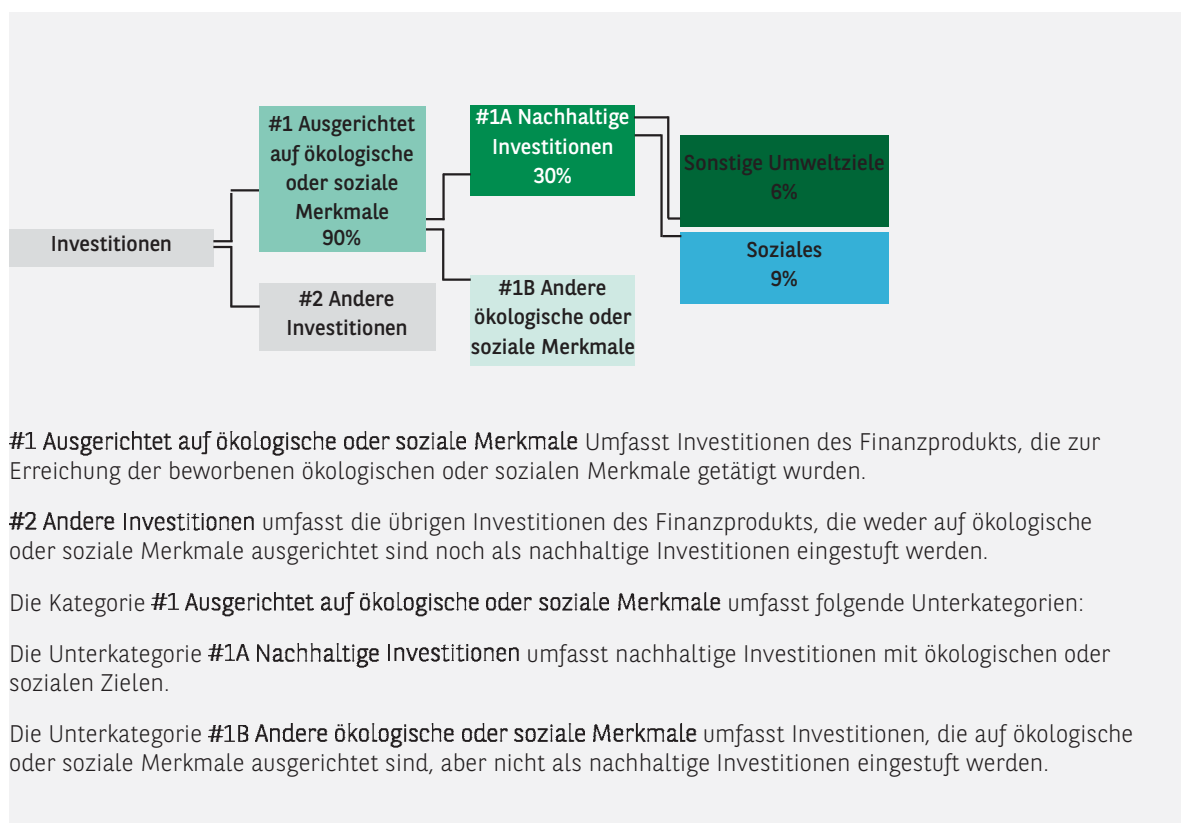 #1 Ausgerichtet
auf ökologische
oder soziale
Merkmale
90%
#1A Nachhaltige
Investitionen
30%
Sonstige Umweltziele
6%
Investitionen
Soziales
9%
#2 Andere
Investitionen
#1B Andere
ökologische oder
soziale Merkmale
#1 Ausgerichtet auf ökologische oder soziale Merkmale Umfasst Investitionen des Finanzprodukts, die zur
Erreichung der beworbenen ökologischen oder sozialen Merkmale getätigt wurden.
#2 Andere Investitionen umfasst die übrigen Investitionen des Finanzprodukts, die weder auf ökologische
oder soziale Merkmale ausgerichtet sind noch als nachhaltige Investitionen eingestuft werden.
Die Kategorie #1 Ausgerichtet auf ökologische oder soziale Merkmale umfasst folgende Unterkategorien:
Die Unterkategorie #1A Nachhaltige Investitionen umfasst nachhaltige Investitionen mit ökologischen oder
sozialen Zielen.
Die Unterkategorie #1B Andere ökologische oder soziale Merkmale umfasst Investitionen, die auf ökologische
oder soziale Merkmale ausgerichtet sind, aber nicht als nachhaltige Investitionen eingestuft werden.